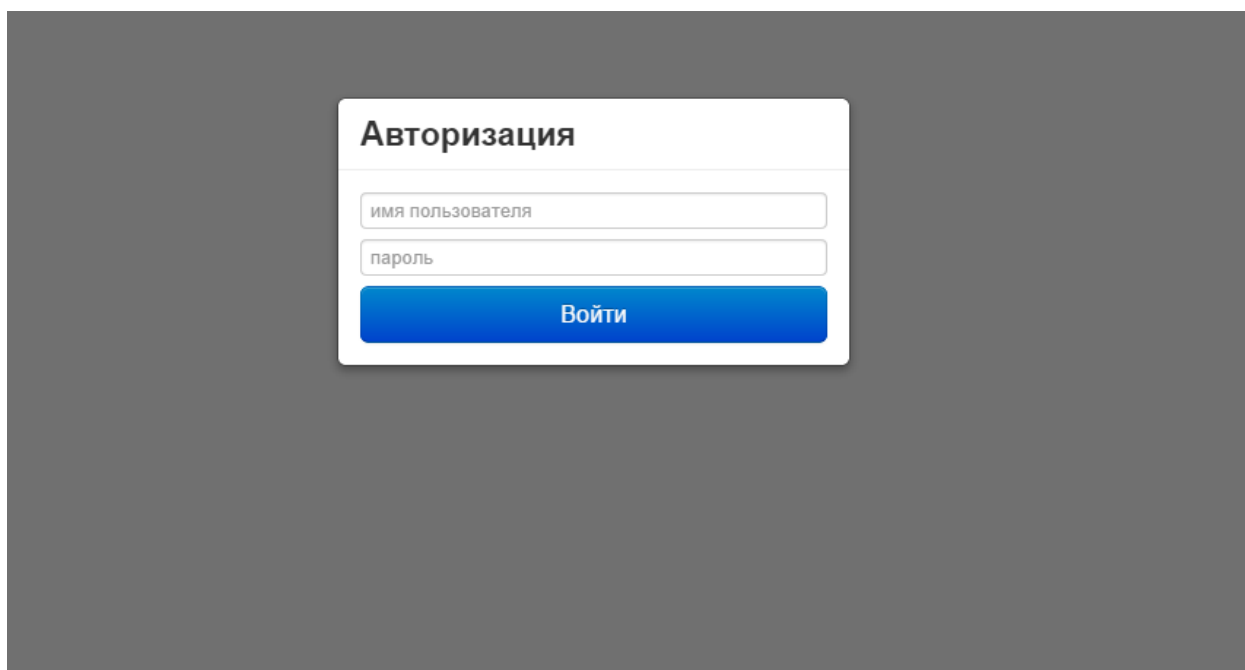 Авторизация
имя пользователя
пароль
Войти